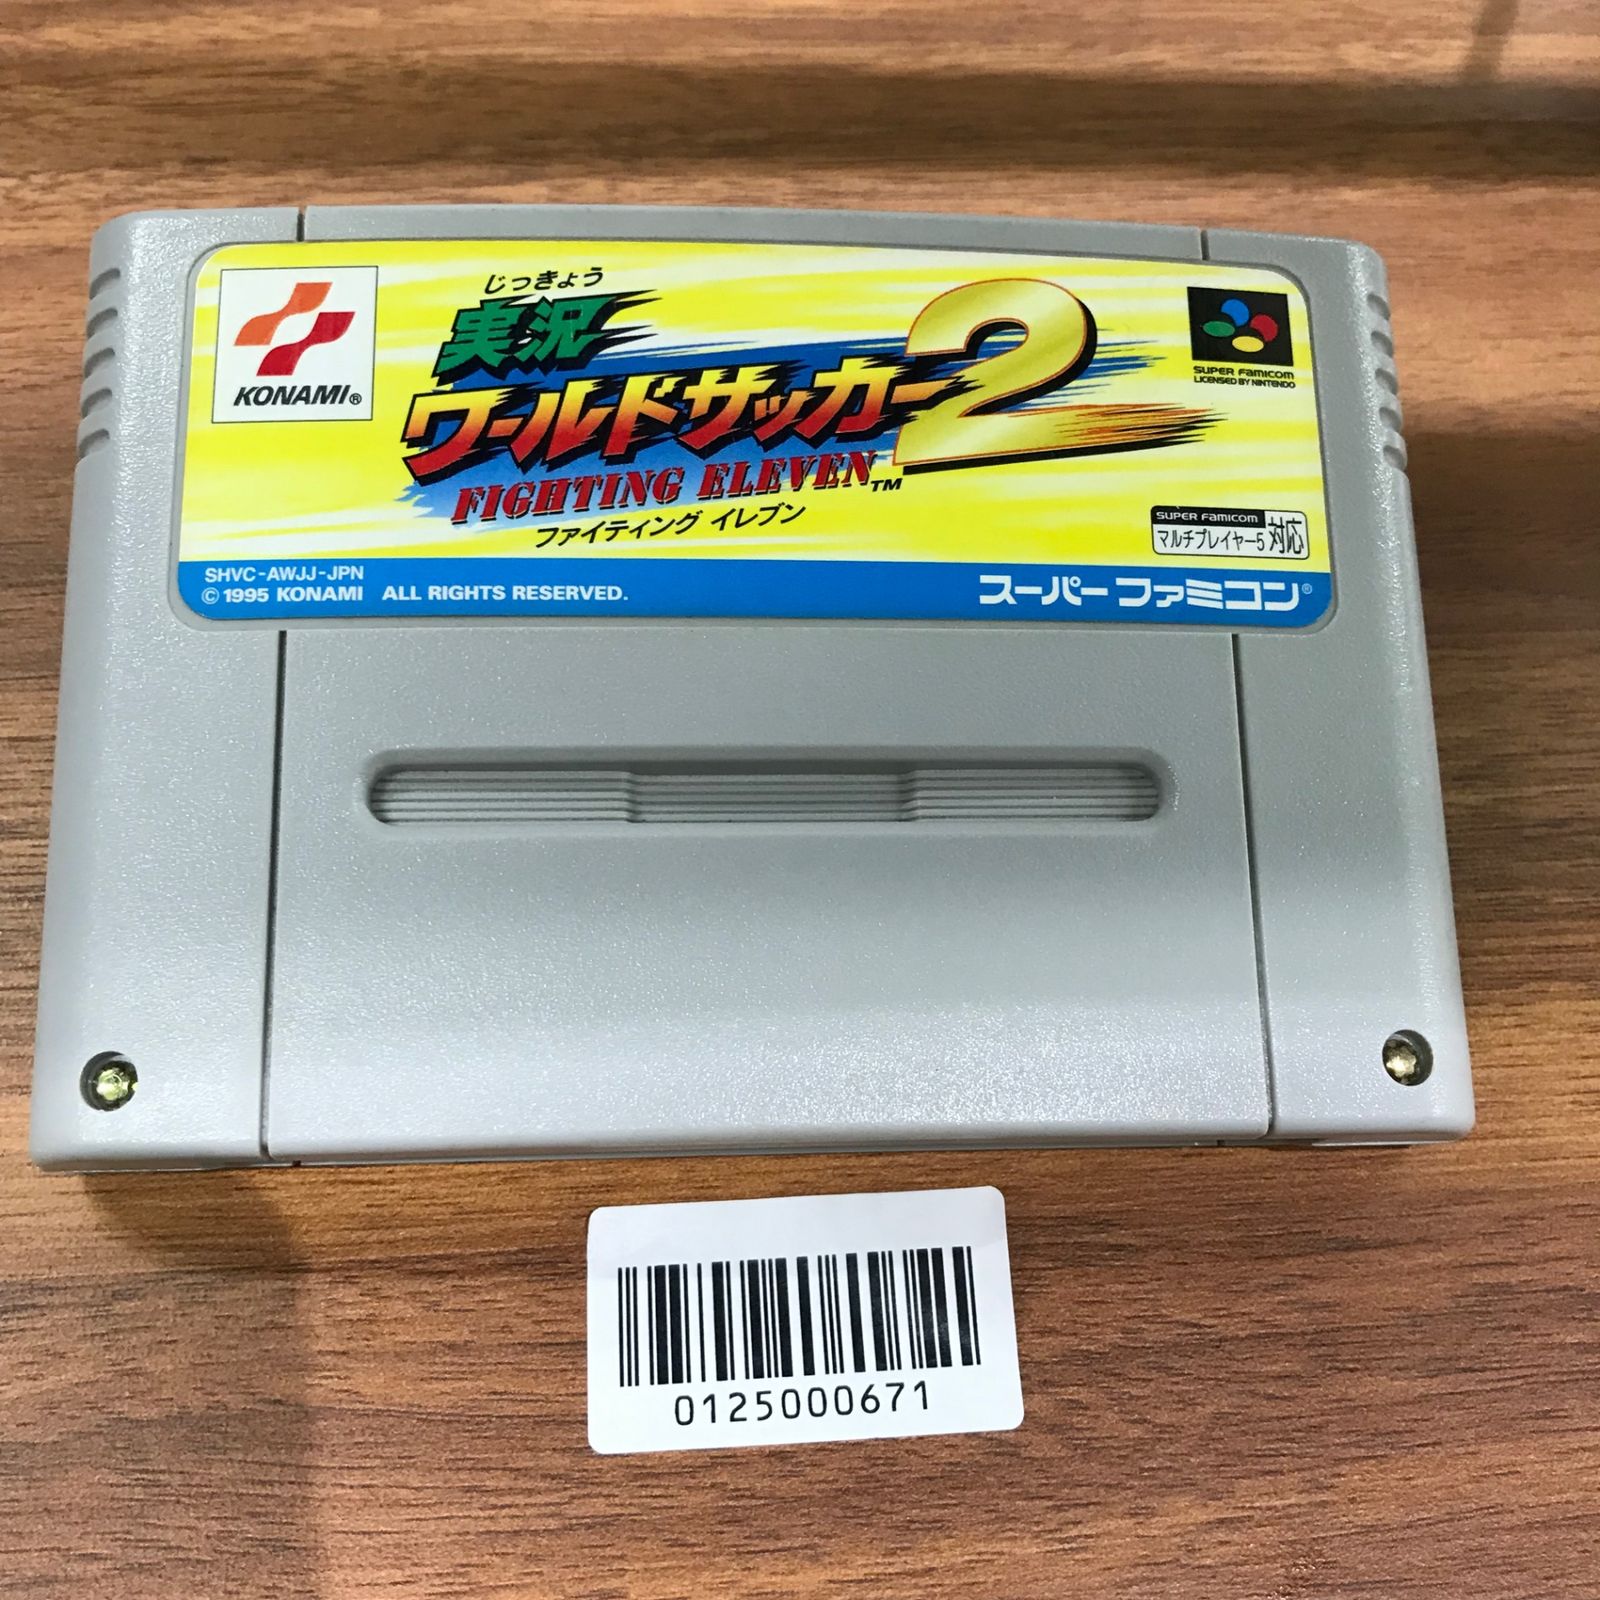 KONAMI®
じっきょう
実況
ワールドサッカー2
FIGHTING ELEVEN™
ファイティング イレブン
SUPER FAMICOM
LICENSED BY NINTENDO
SUPER FAMICOM
マルチプレイヤー5 対応
SHVC-AWJJ-JPN
© 1995 KONAMI ALL RIGHTS RESERVED.
スーパーファミコン®
0125000671